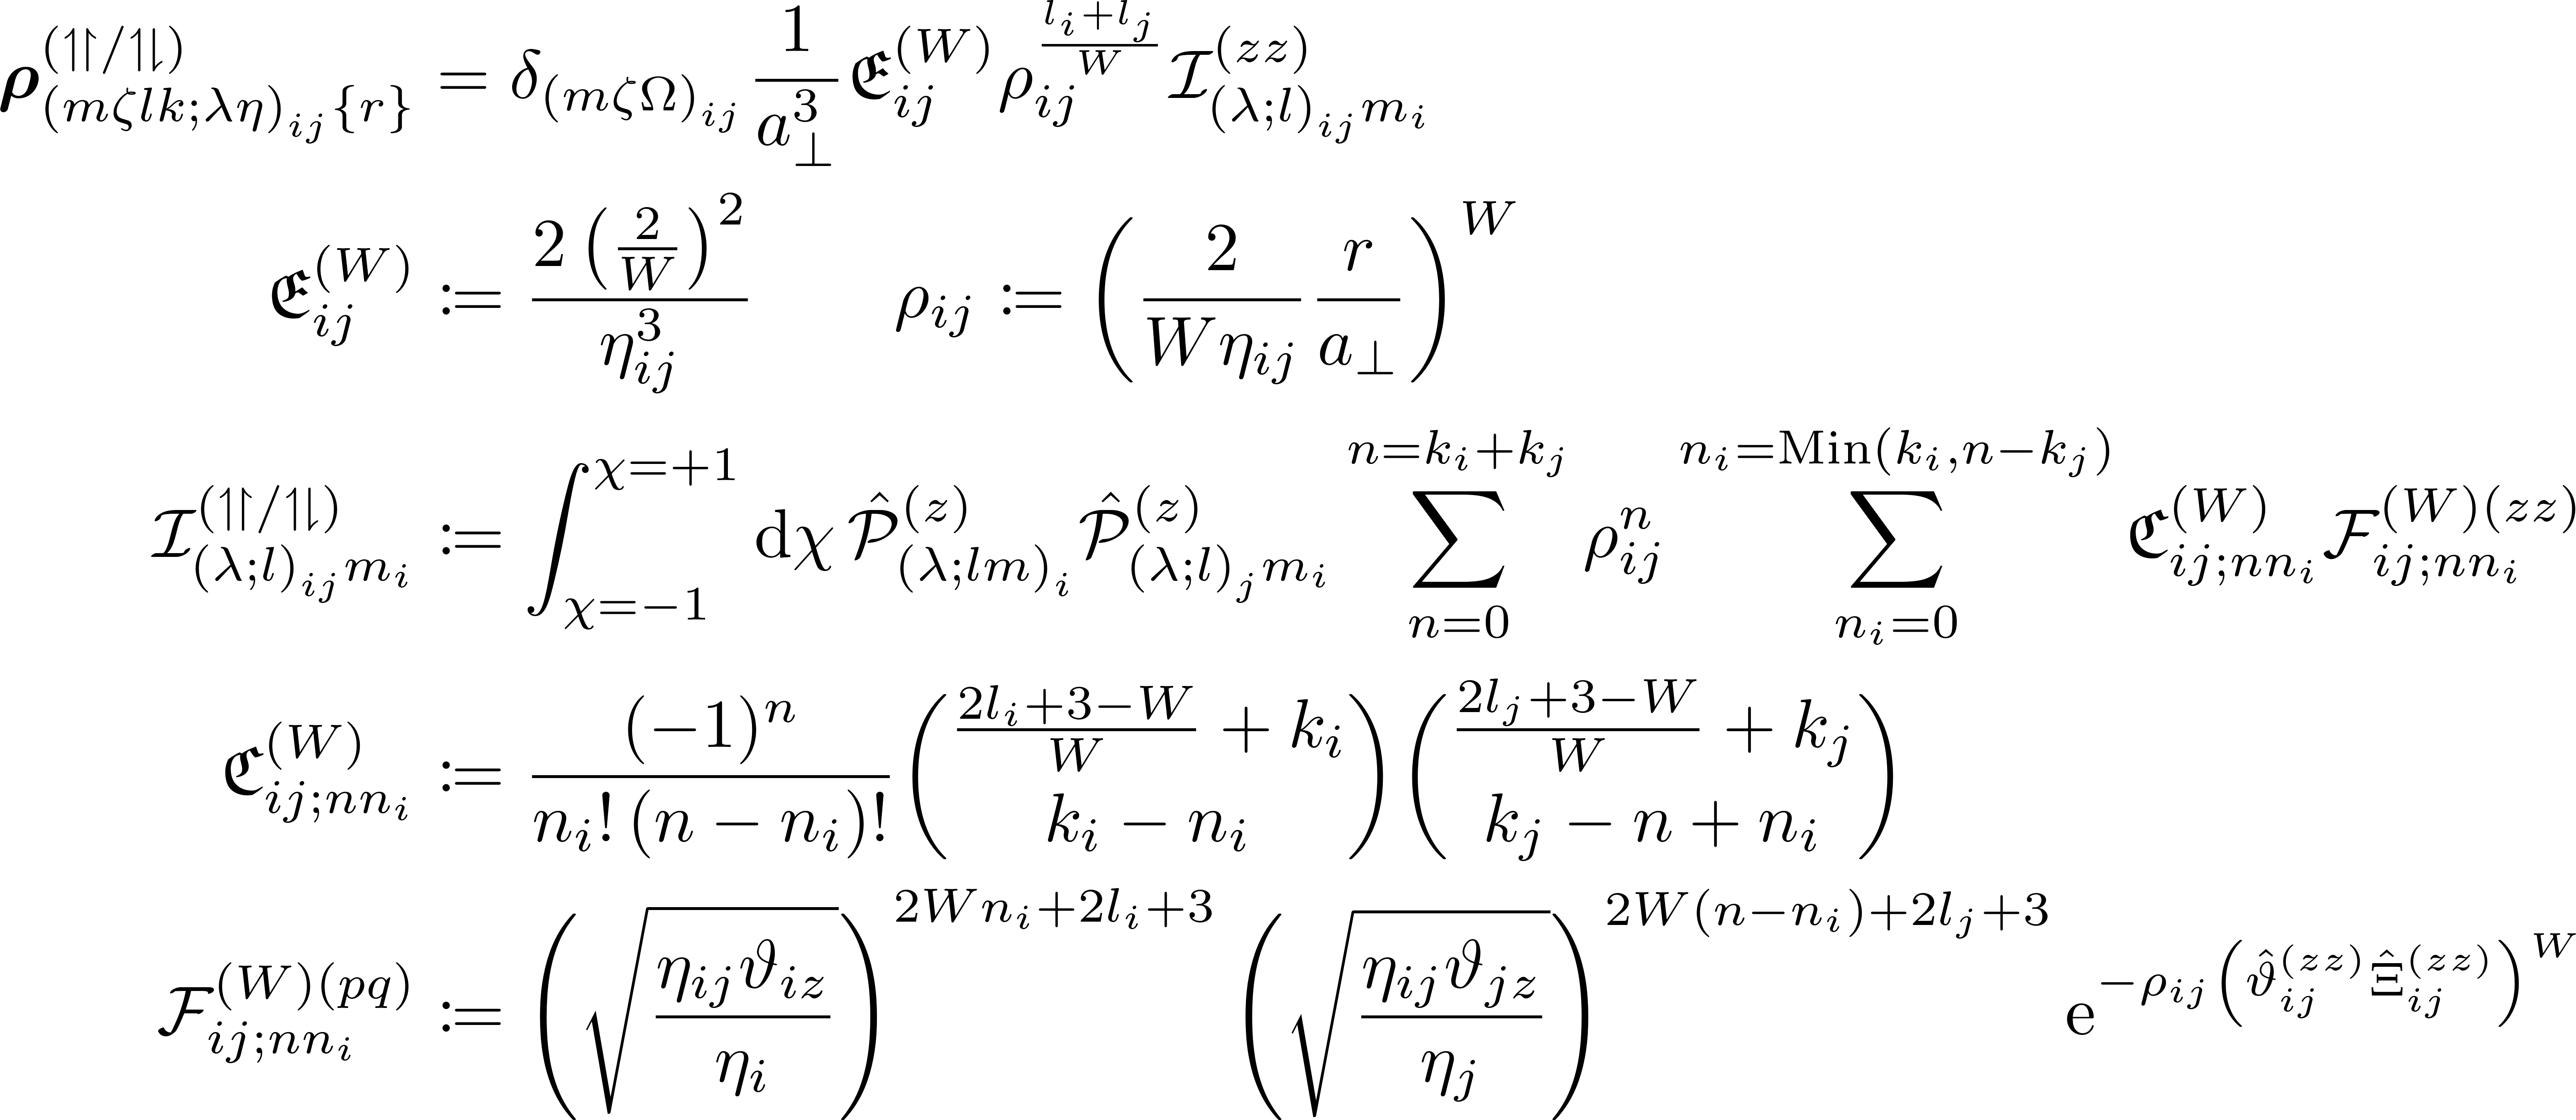 $\boldsymbol{\rho}^{(\upharpoonleft\!\upharpoonright/\upharpoonleft\!\downharpoonright)}_{(m\zeta lk;\lambda\eta)_{ij}\{r\}} = \delta_{(m\zeta\Omega)_{ij}} \frac{1}{a_\perp^3} \mathfrak{E}^{(W)}_{ij} \rho_{ij}^{\frac{l_i+l_j}{W}} \mathcal{I}^{(zz)}_{(\lambda;l)_{ij}m_i}$
$\mathfrak{E}^{(W)}_{ij} := \frac{2\left(\frac{2}{W}\right)^2}{\eta_{ij}^3} \qquad \rho_{ij} := \left(\frac{2}{W\eta_{ij}}\frac{r}{a_\perp}\right)^W$
$\mathcal{I}^{(\upharpoonleft\!\upharpoonright/\upharpoonleft\!\downharpoonright)}_{(\lambda;l)_{ij}m_i} := \int_{\chi=-1}^{\chi=+1} \mathrm{d}\chi\, \hat{\mathcal{P}}^{(z)}_{(\lambda;lm)_i} \hat{\mathcal{P}}^{(z)}_{(\lambda;l)_j m_i} \sum_{n=0}^{n=k_i+k_j} \rho_{ij}^n \sum_{n_i=0}^{n_i=\mathrm{Min}(k_i,n-k_j)} \mathfrak{C}^{(W)}_{ij;nn_i} \mathcal{F}^{(W)(zz)}_{ij;nn_i}$
$\mathfrak{C}^{(W)}_{ij;nn_i} := \frac{(-1)^n}{n_i!\,(n-n_i)!} \binom{\frac{2l_i+3-W}{W}+k_i}{k_i-n_i} \binom{\frac{2l_j+3-W}{W}+k_j}{k_j-n+n_i}$
$\mathcal{F}^{(W)(pq)}_{ij;nn_i} := \left(\sqrt{\frac{\eta_{ij}\vartheta_{iz}}{\eta_i}}\right)^{2Wn_i+2l_i+3} \left(\sqrt{\frac{\eta_{ij}\vartheta_{jz}}{\eta_j}}\right)^{2W(n-n_i)+2l_j+3} \mathrm{e}^{-\rho_{ij}\left(\hat{\vartheta}^{(zz)}_{ij}\hat{\Xi}^{(zz)}_{ij}\right)^W}$